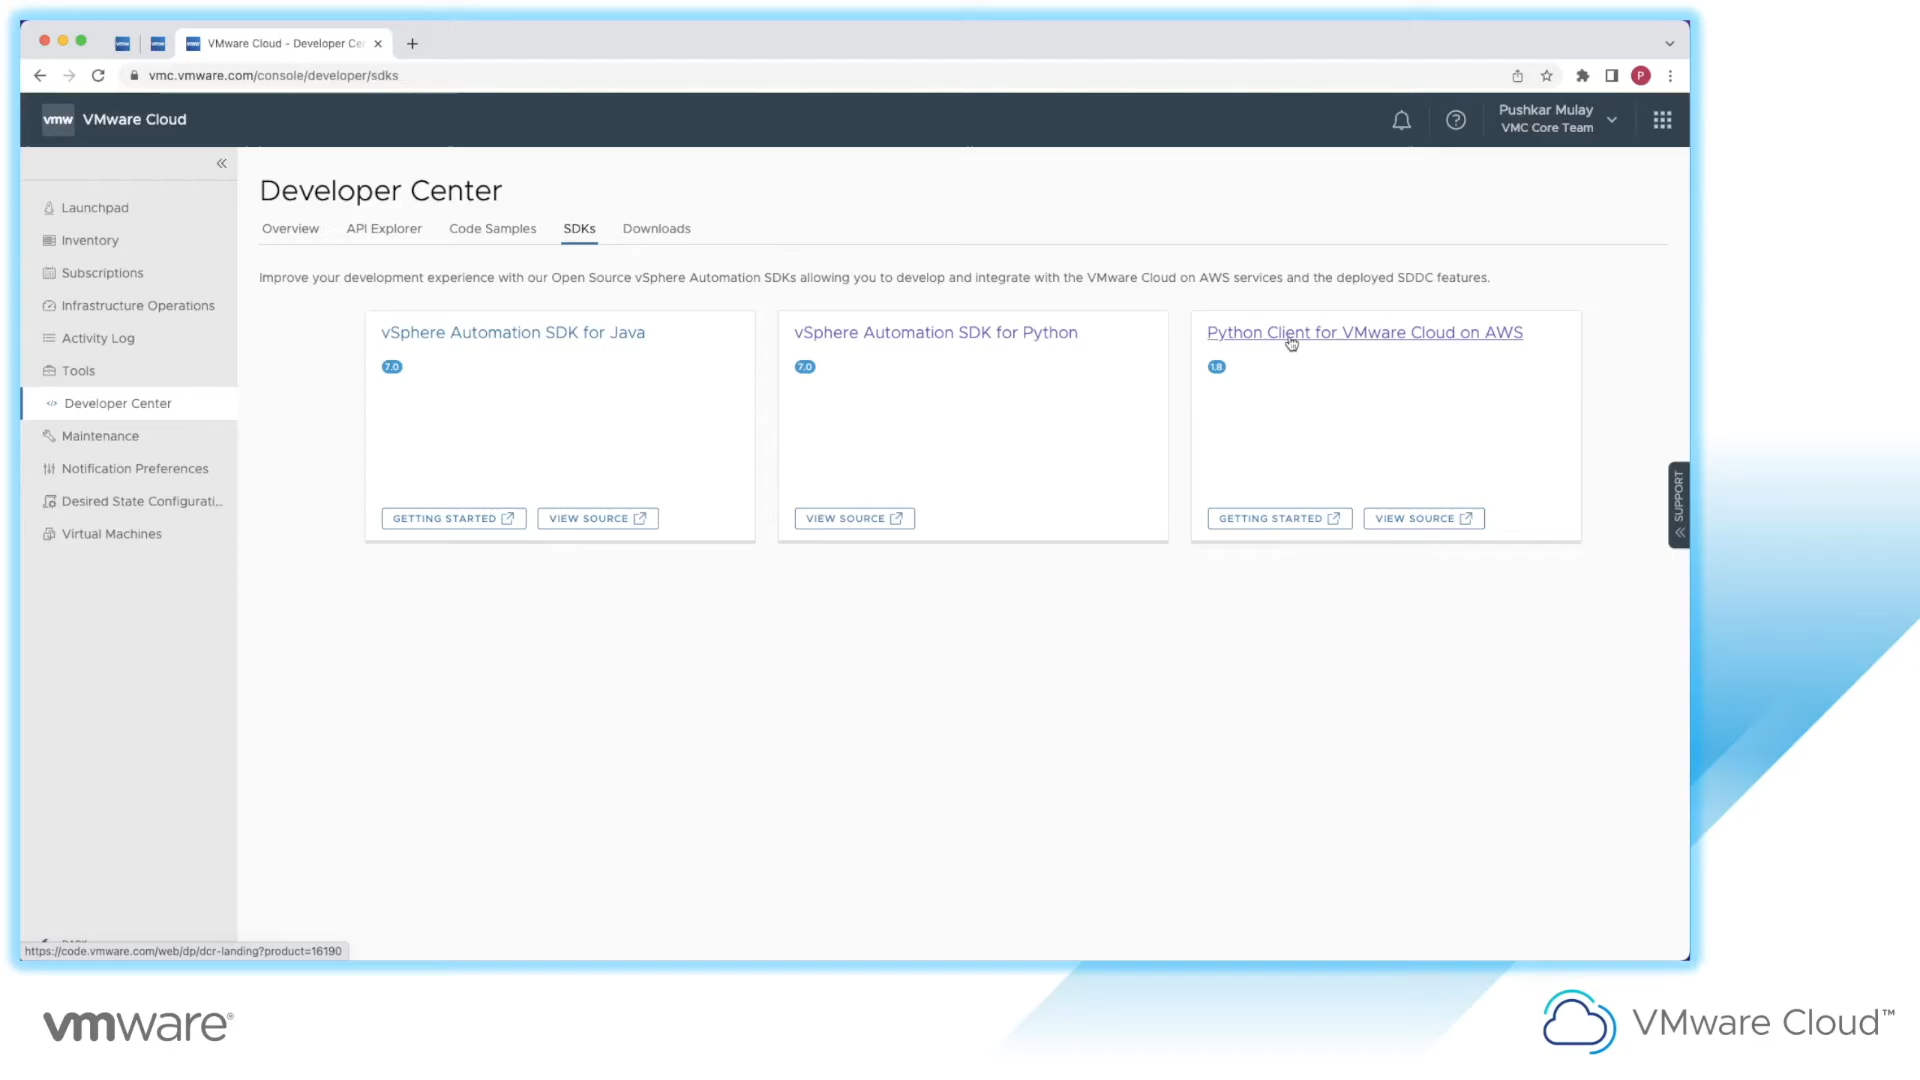 VMware Cloud - Developer Ce
vmc.vmware.com/console/developer/sdks
P
vmw VMware Cloud
Pushkar Mulay
VMC Core Team
Launchpad
Inventory
Subscriptions
Infrastructure Operations
Activity Log
Tools
Developer Center
Maintenance
Notification Preferences
Desired State Configurati...
Virtual Machines
Developer Center
Overview API Explorer Code Samples SDKs Downloads
Improve your development experience with our Open Source vSphere Automation SDKs allowing you to develop and integrate with the VMware Cloud on AWS services and the deployed SDDC features.
vSphere Automation SDK for Java
7.0
GETTING STARTED VIEW SOURCE
vSphere Automation SDK for Python
7.0
VIEW SOURCE
Python Client for VMware Cloud on AWS
1.8
GETTING STARTED VIEW SOURCE
SUPPORT
https://code.vmware.com/web/dp/dcr-landing?product=16190
vmware®
VMware Cloud™